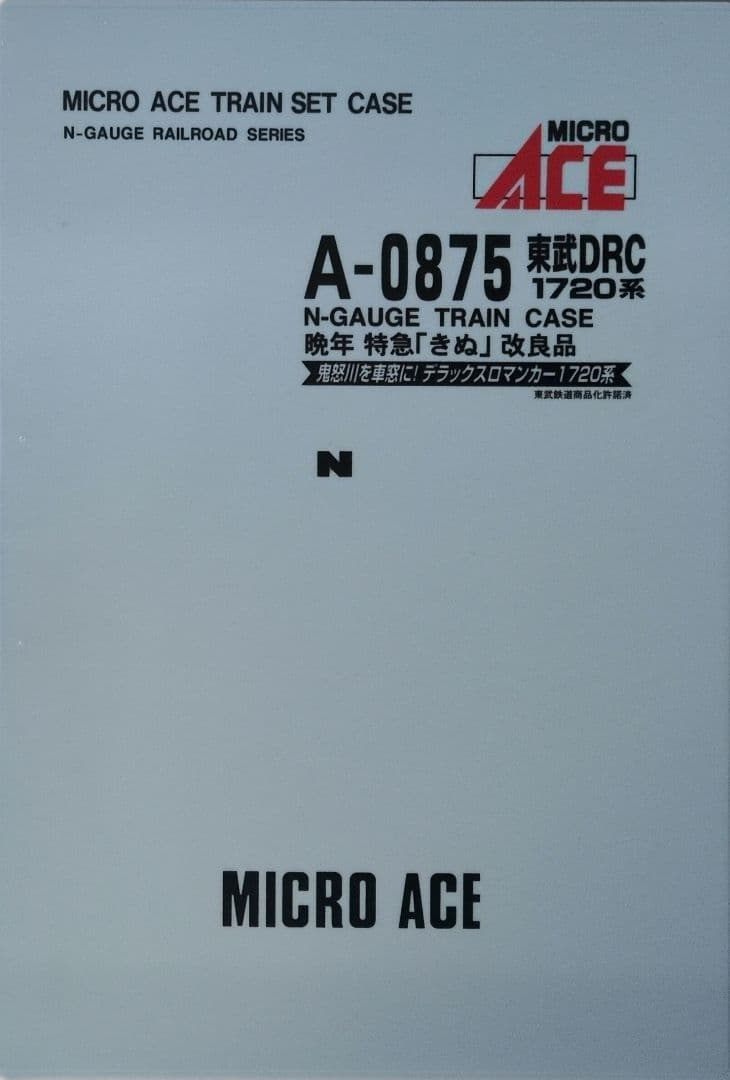 MICRO ACE TRAIN SET CASE
N-GAUGE RAILROAD SERIES
MICRO
ACE
A-0875 東武DRC
1720系
N-GAUGE TRAIN CASE
晩年 特急「きぬ」改良品
鬼怒川を車窓に!デラックスロマンカー1720系
東武鉄道商品化許諾済
N
MICRO ACE